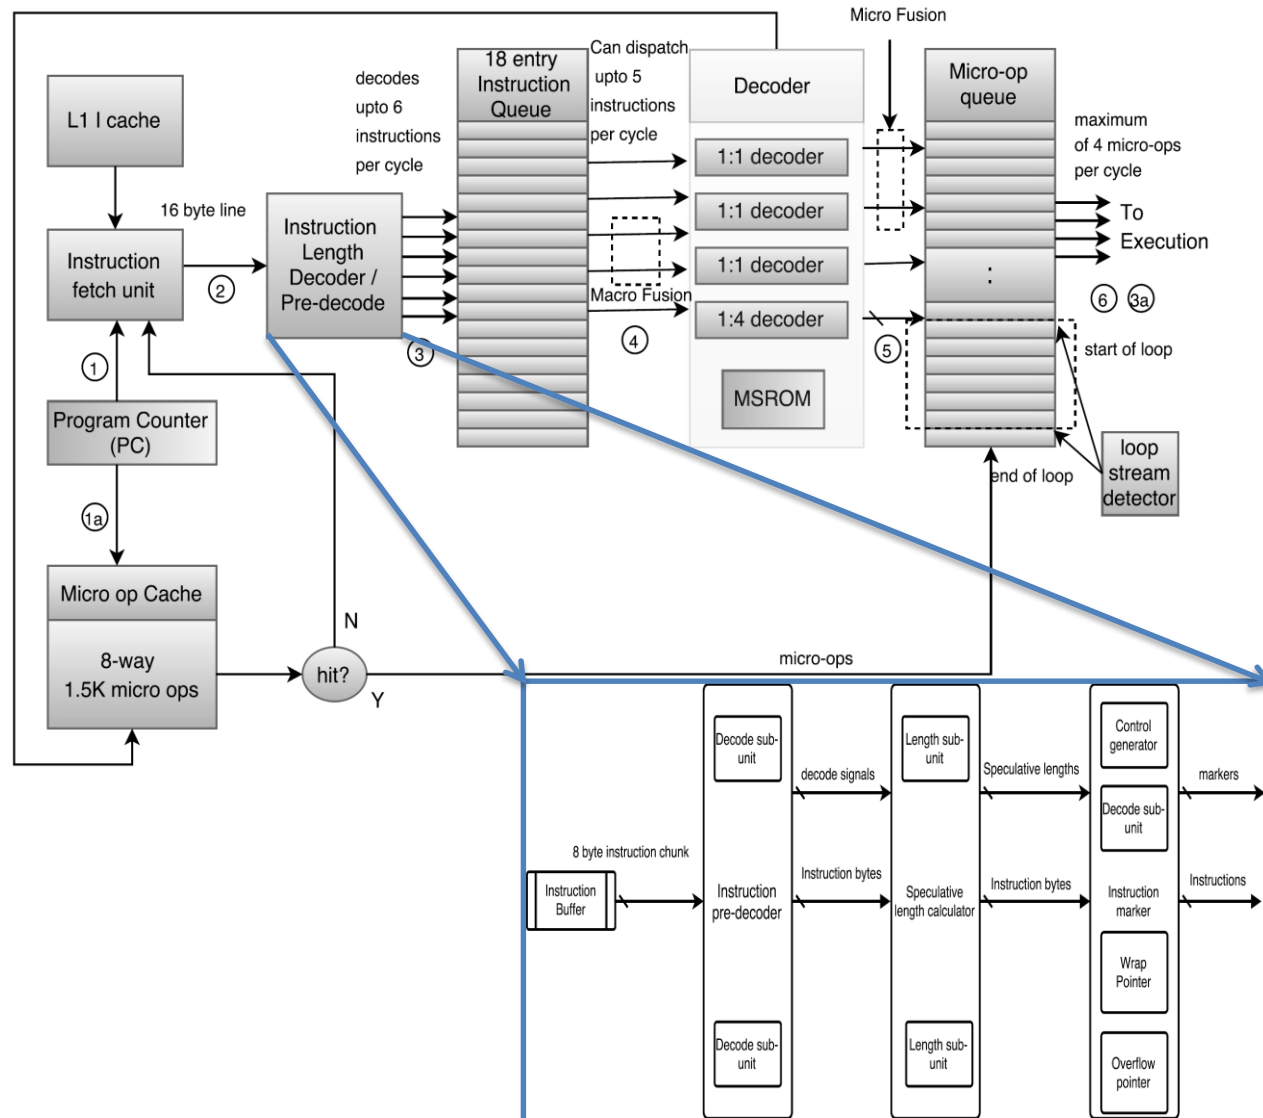 Micro Fusion
L1 I cache
decodes
upto 6
instructions
per cycle
18 entry
Instruction
Queue
Can dispatch
upto 5
instructions
per cycle
Decoder
1:1 decoder
1:1 decoder
1:1 decoder
1:4 decoder
MSROM
Micro-op
queue
:
maximum
of 4 micro-ops
per cycle
To
Execution
16 byte line
Instruction
fetch unit
2
Instruction
Length
Decoder /
Pre-decode
3
Macro Fusion
4
5
6
3a
start of loop
end of loop
loop
stream
detector
1
Program Counter
(PC)
1a
Micro op Cache
8-way
1.5K micro ops
N
hit?
Y
micro-ops
Instruction
Buffer
8 byte instruction chunk
Decode sub-
unit
Instruction
pre-decoder
Decode sub-
unit
decode signals
Instruction bytes
Length sub-
unit
Speculative
length calculator
Length sub-
unit
Speculative lengths
Instruction bytes
Control
generator
Decode sub-
unit
Instruction
marker
Wrap
Pointer
Overflow
pointer
markers
Instructions